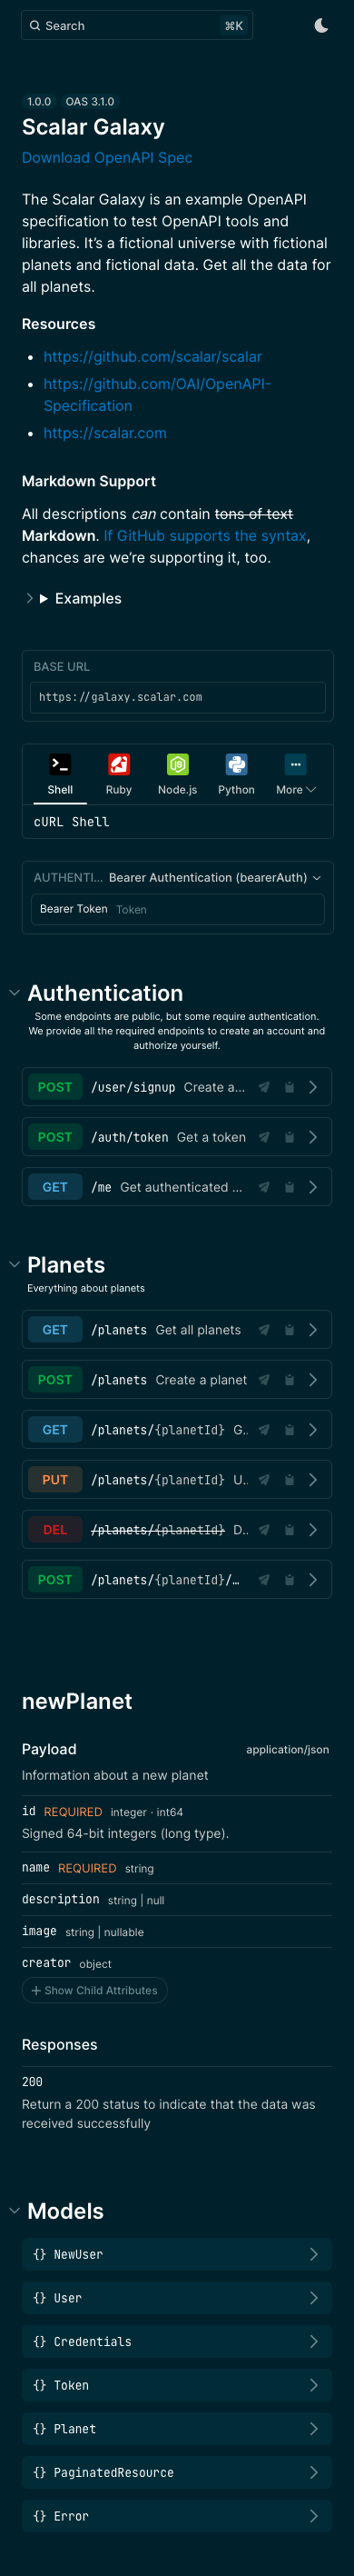 Search ⌘K
1.0.0 OAS 3.1.0
Scalar Galaxy
Download OpenAPI Spec
The Scalar Galaxy is an example OpenAPI
specification to test OpenAPI tools and
libraries. It's a fictional universe with fictional
planets and fictional data. Get all the data for
all planets.
Resources
• https://github.com/scalar/scalar
• https://github.com/OAI/OpenAPI-
Specification
• https://scalar.com
Markdown Support
All descriptions can contain tons of text
Markdown. If GitHub supports the syntax,
chances are we're supporting it, too.
Examples
BASE URL
https://galaxy.scalar.com
Shell Ruby Node.js Python More
cURL Shell
AUTHENTI... Bearer Authentication (bearerAuth)
Bearer Token Token
Authentication
Some endpoints are public, but some require authentication.
We provide all the required endpoints to create an account and
authorize yourself.
POST /user/signup Create a...
POST /auth/token Get a token
GET /me Get authenticated ...
Planets
Everything about planets
GET /planets Get all planets
POST /planets Create a planet
GET /planets/{planetId} G...
PUT /planets/{planetId} U...
DEL /planets/{planetId} D...
POST /planets/{planetId}/...
newPlanet
Payload application/json
Information about a new planet
id REQUIRED integer · int64
Signed 64-bit integers (long type).
name REQUIRED string
description string | null
image string | nullable
creator object
+ Show Child Attributes
Responses
200
Return a 200 status to indicate that the data was
received successfully
Models
{} NewUser
{} User
{} Credentials
{} Token
{} Planet
{} PaginatedResource
{} Error